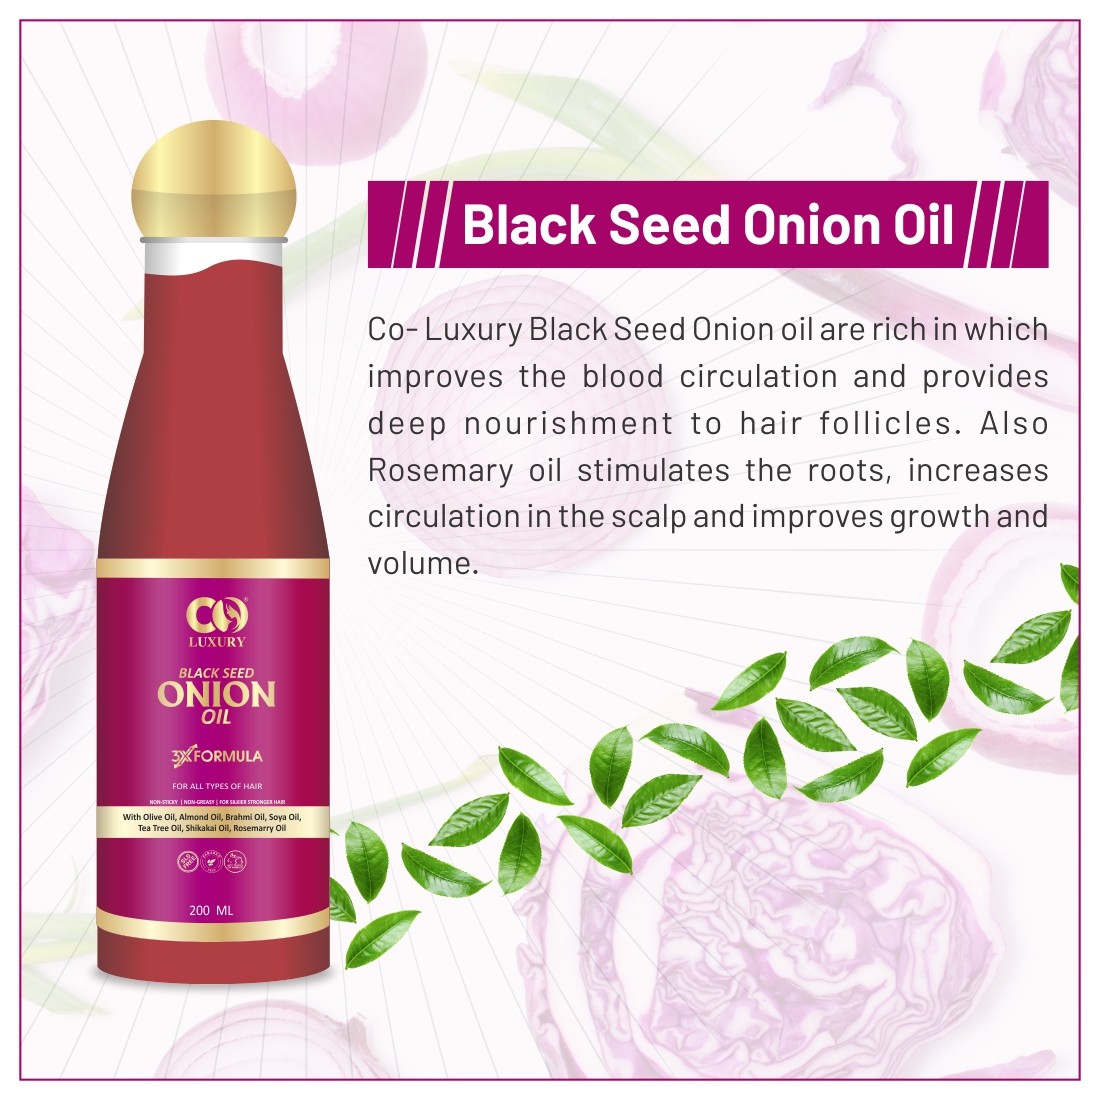 Black Seed Onion Oil
Co- Luxury Black Seed Onion oil are rich in which
improves the blood circulation and provides
deep nourishment to hair follicles. Also
Rosemary oil stimulates the roots, increases
circulation in the scalp and improves growth and
volume.
CO
LUXURY
BLACK SEED
ONION
OIL
3X FORMULA
FOR ALL TYPES OF HAIR
NON-STICKY | NON-GREASY | FOR SILKIER STRONGER HAIR
With Olive Oil, Almond Oil, Brahmi Oil, Soya Oil,
Tea Tree Oil, Shikakai Oil, Rosemarry Oil
200 ML